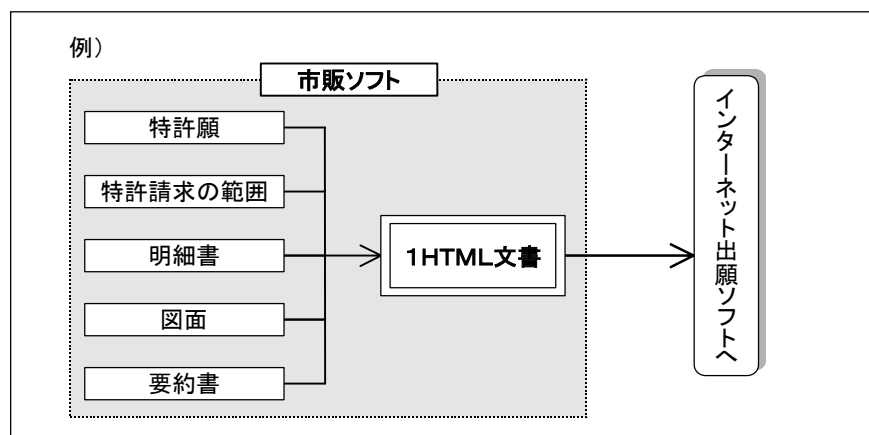 例）
市販ソフト
特許願
特許請求の範囲
明細書
図面
要約書
１ＨＴＭＬ文書
インターネット出願ソフトへ